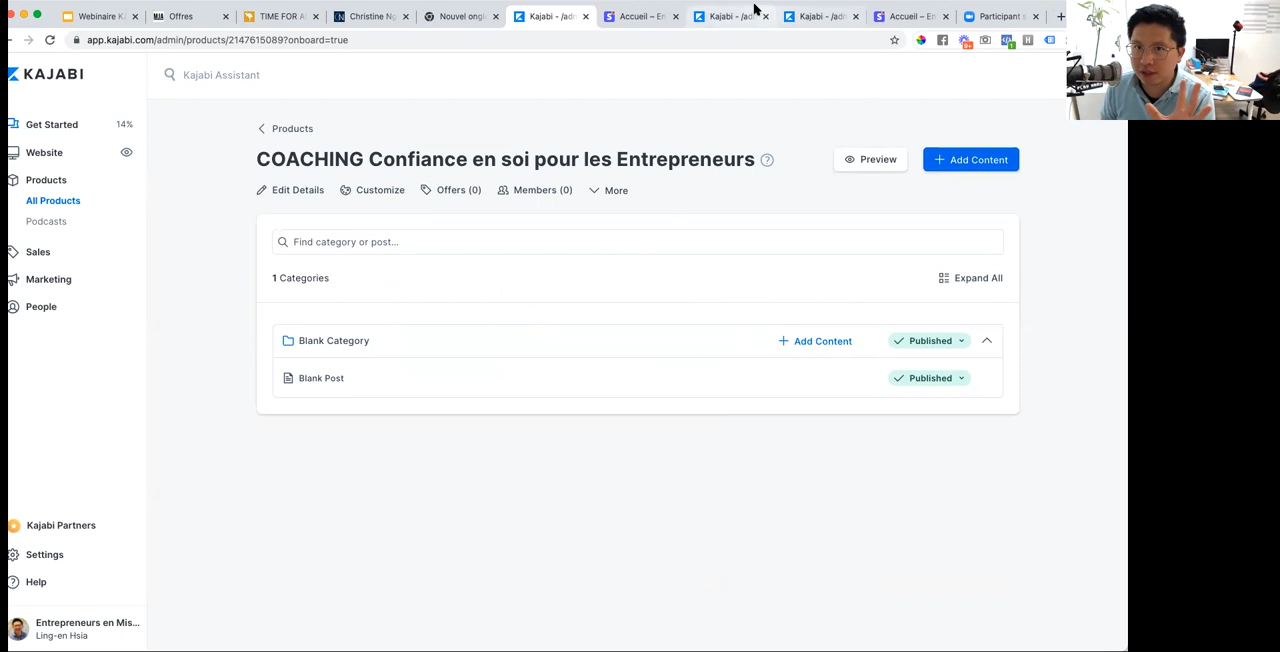 Webinaire K
Offres
TIME FOR A
Christine Ng
Nouvel ongl
Kajabi - /adm
Accueil – En
Kajabi - /ad
Kajabi - /adm
Accueil – En
Participant
app.kajabi.com/admin/products/2147615089?onboard=true
KAJABI
Kajabi Assistant
Get Started 14%
Website
Products
All Products
Podcasts
Sales
Marketing
People
Kajabi Partners
Settings
Help
Entrepreneurs en Mis...
Ling-en Hsia
Products
COACHING Confiance en soi pour les Entrepreneurs
Preview
Add Content
Edit Details
Customize
Offers (0)
Members (0)
More
Find category or post...
1 Categories
Expand All
Blank Category
Add Content
Published
Blank Post
Published